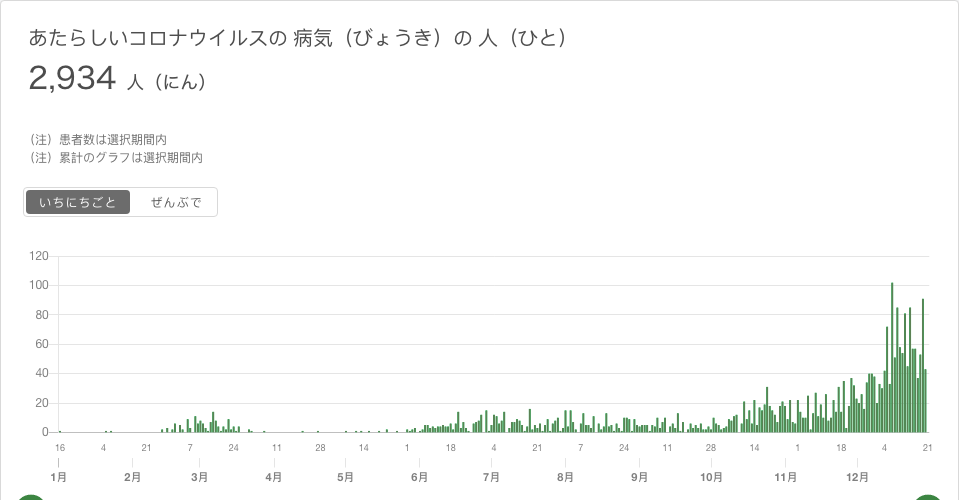 あたらしいコロナウイルスの 病気（びょうき）の 人（ひと）
2,934 人（にん）
（注）患者数は選択期間内
（注）累計のグラフは選択期間内
いちにちごと ぜんぶで
120
100
80
60
40
20
0
16 4 21 7 24 11 28 14 1 18 4 21 7 24 11 28 14 1 18 4 21
1月 2月 3月 4月 5月 6月 7月 8月 9月 10月 11月 12月